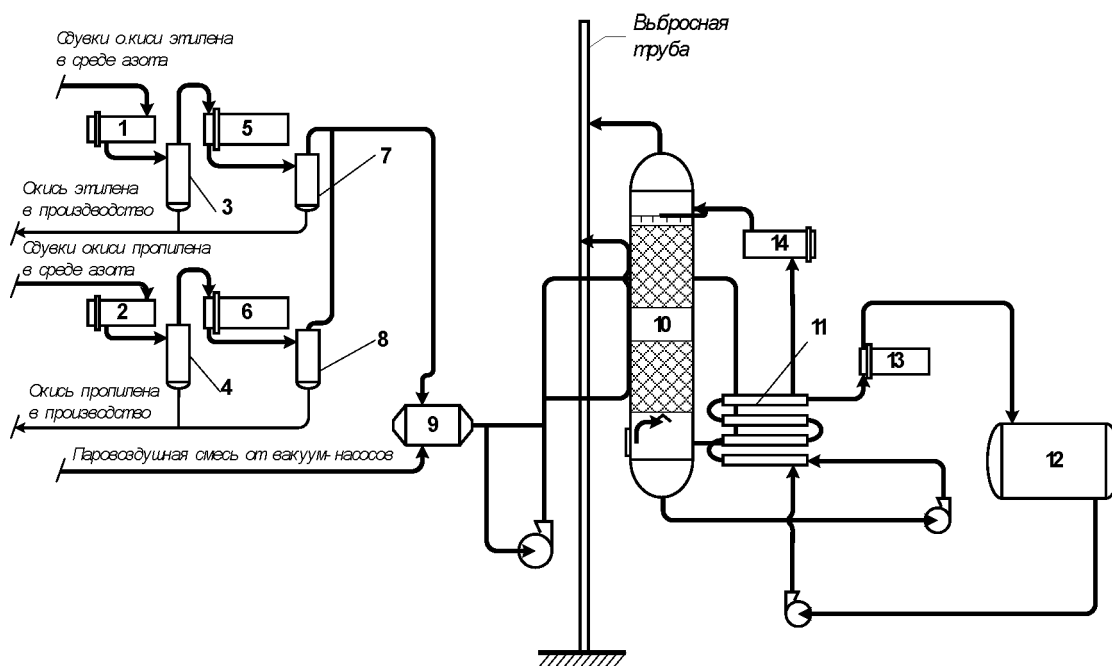 Сдувки о.киси этилена
в среде азота
Выбросная
труба
1
5
7
3
Окись этилена
в проиэдводство
Сдувки окиси пропилена
в среде азота
14
2
6
10
11
8
13
4
Окись пропилена
в производство
9
12
Паровоздушная смесь от вакуум-насосов